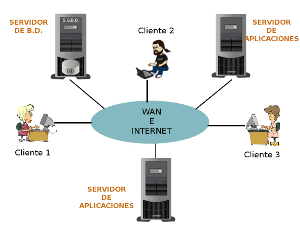 SERVIDOR
DE B.D.
S.G.B.D.
Cliente 2
SERVIDOR
DE
APLICACIONES
WAN
E
INTERNET
Cliente 1
Cliente 3
SERVIDOR
DE
APLICACIONES